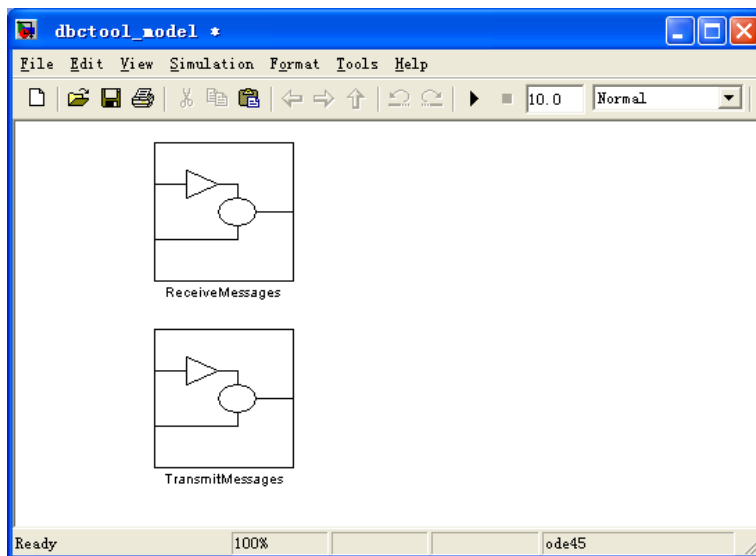 dbctool_model *
File Edit View Simulation Format Tools Help
10.0 Normal
ReceiveMessages
TransmitMessages
Ready 100% ode45